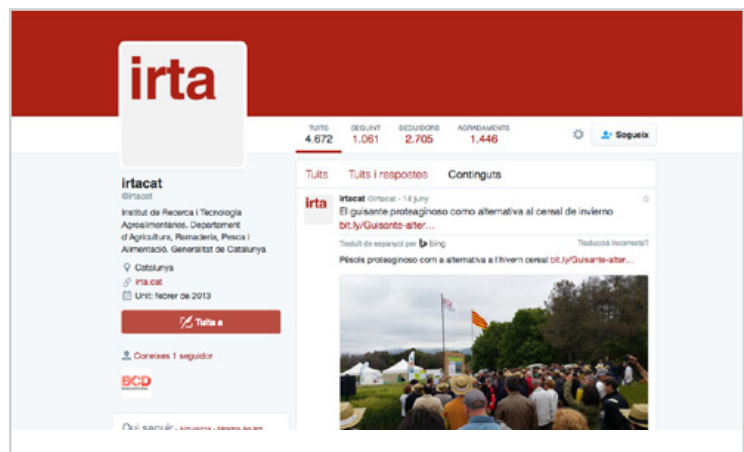 irta
TUITS SEGUINT SEGUIDORS AGRADAMENTS
4.672 1.061 2.705 1.446
Segueix
Tuits Tuits i respostes Continguts
irtacat
@irtacat
Institut de Recerca i Tecnologia
Agroalimentàries. Departament
d'Agricultura, Ramaderia, Pesca i
Alimentació. Generalitat de Catalunya
Catalunya
irta.cat
Unit: febrer de 2013
Tuita a
Coneixes 1 seguidor
BCD
Qui seguir
irta
irtacat @irtacat · 14 juny
El guisante proteaginoso como alternativa al cereal de invierno
bit.ly/Guisante-alter…
Traduït de espanyol per bing Traducció incorrecte?
Pèsols proteaginoso com a alternativa a l'hivern cereal bit.ly/Guisante-alter…